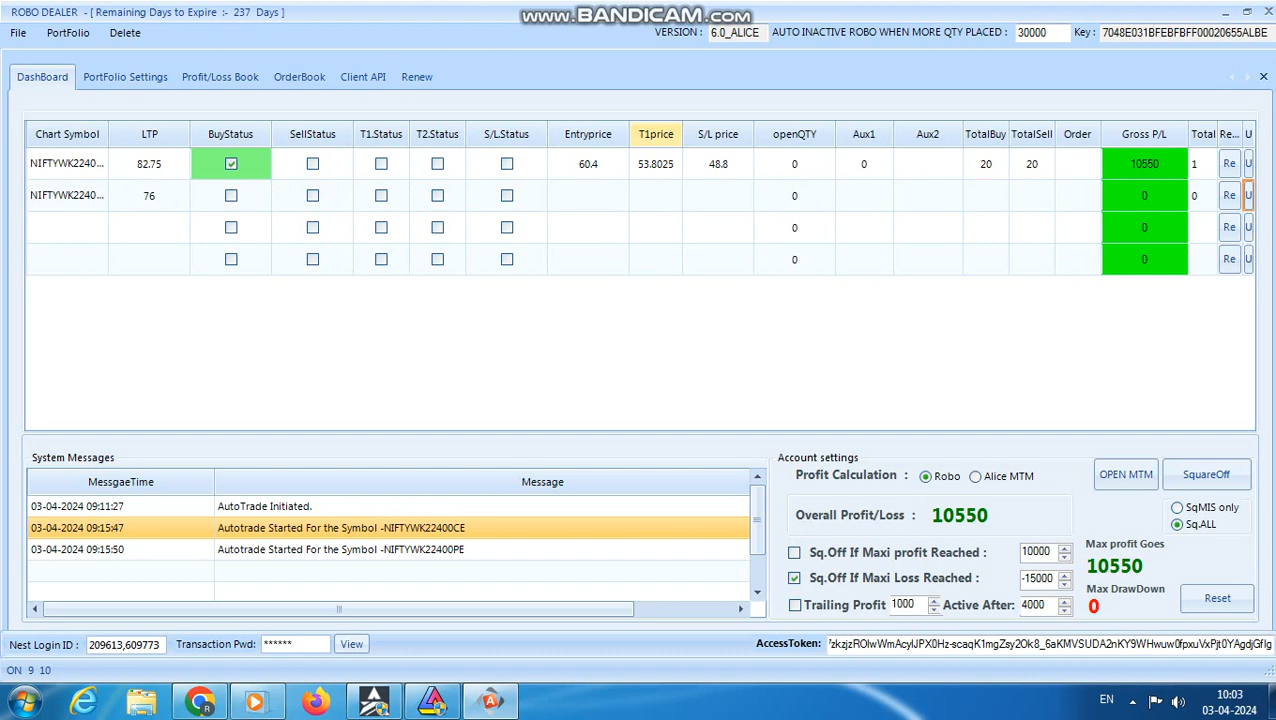 ROBO DEALER - [ Remaining Days to Expire :- 237 Days ]
www.BANDICAM.com
File PortFolio Delete
VERSION : 6.0_ALICE AUTO INACTIVE ROBO WHEN MORE QTY PLACED : 30000 Key : 7048E031BFEBFBFF00020655ALBE
DashBoard PortFolio Settings Profit/Loss Book OrderBook Client API Renew
Chart Symbol LTP BuyStatus SellStatus T1.Status T2.Status S/L.Status Entryprice T1price S/L price openQTY Aux1 Aux2 TotalBuy TotalSell Order Gross P/L Total Re... U
NIFTYWK2240... 82.75 60.4 53.8025 48.8 0 0 20 20 10550 1 Re U
NIFTYWK2240... 76 0 0 0 Re U
0 0 Re U
0 0 Re U
System Messages
MessgaeTime Message
03-04-2024 09:11:27 AutoTrade Initiated.
03-04-2024 09:15:47 Autotrade Started For the Symbol -NIFTYWK22400CE
03-04-2024 09:15:50 Autotrade Started For the Symbol -NIFTYWK22400PE
Account settings
Profit Calculation : Robo Alice MTM OPEN MTM SquareOff
Overall Profit/Loss : 10550
SqMIS only
Sq.ALL
Sq.Off If Maxi profit Reached : 10000
Sq.Off If Maxi Loss Reached : -15000
Trailing Profit 1000 Active After: 4000
Max profit Goes
10550
Max DrawDown
0
Reset
Nest Login ID : 209613,609773 Transaction Pwd: ****** View
AccessToken:
ON 9 10
EN
10:03
03-04-2024